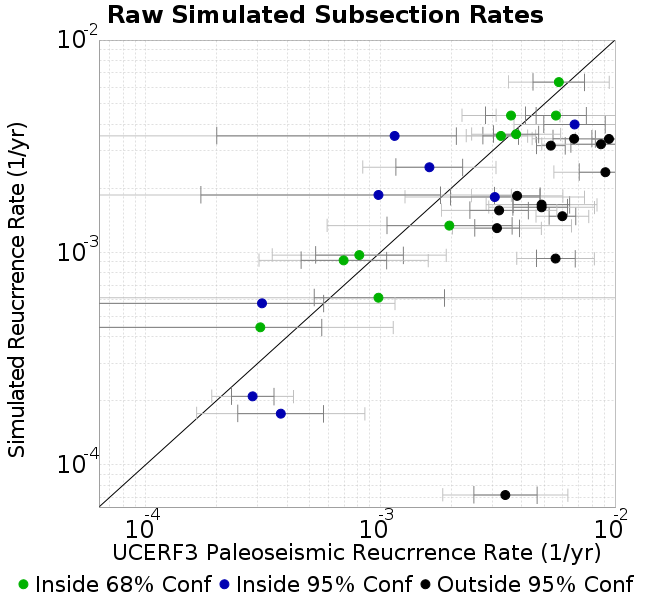 Raw Simulated Subsection Rates
10-2
10-3
10-4
Simulated Reucrrence Rate (1/yr)
10-4 10-3 10-2
UCERF3 Paleoseismic Reucrrence Rate (1/yr)
Inside 68% Conf Inside 95% Conf Outside 95% Conf